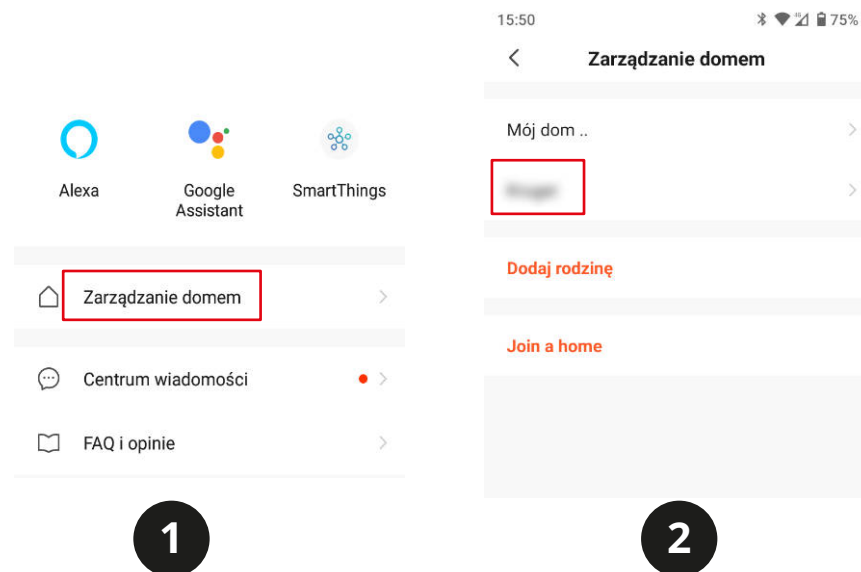 Alexa
Google
Assistant
SmartThings
Zarządzanie domem
Centrum wiadomości
FAQ i opinie
1
15:50
75%
Zarządzanie domem
Mój dom ..
Dodaj rodzinę
Join a home
2